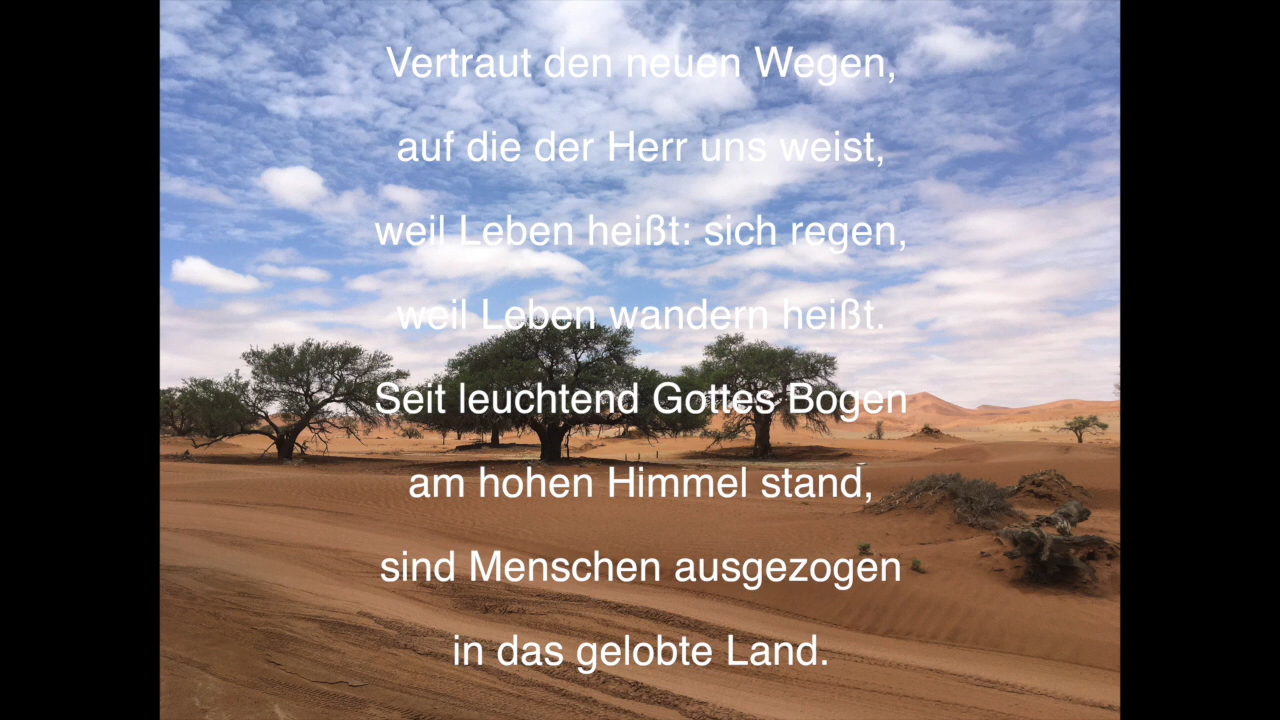 Vertraut den neuen Wegen,
auf die der Herr uns weist,
weil Leben heißt: sich regen,
weil Leben wandern heißt.
Seit leuchtend Gottes Bogen
am hohen Himmel stand,
sind Menschen ausgezogen
in das gelobte Land.